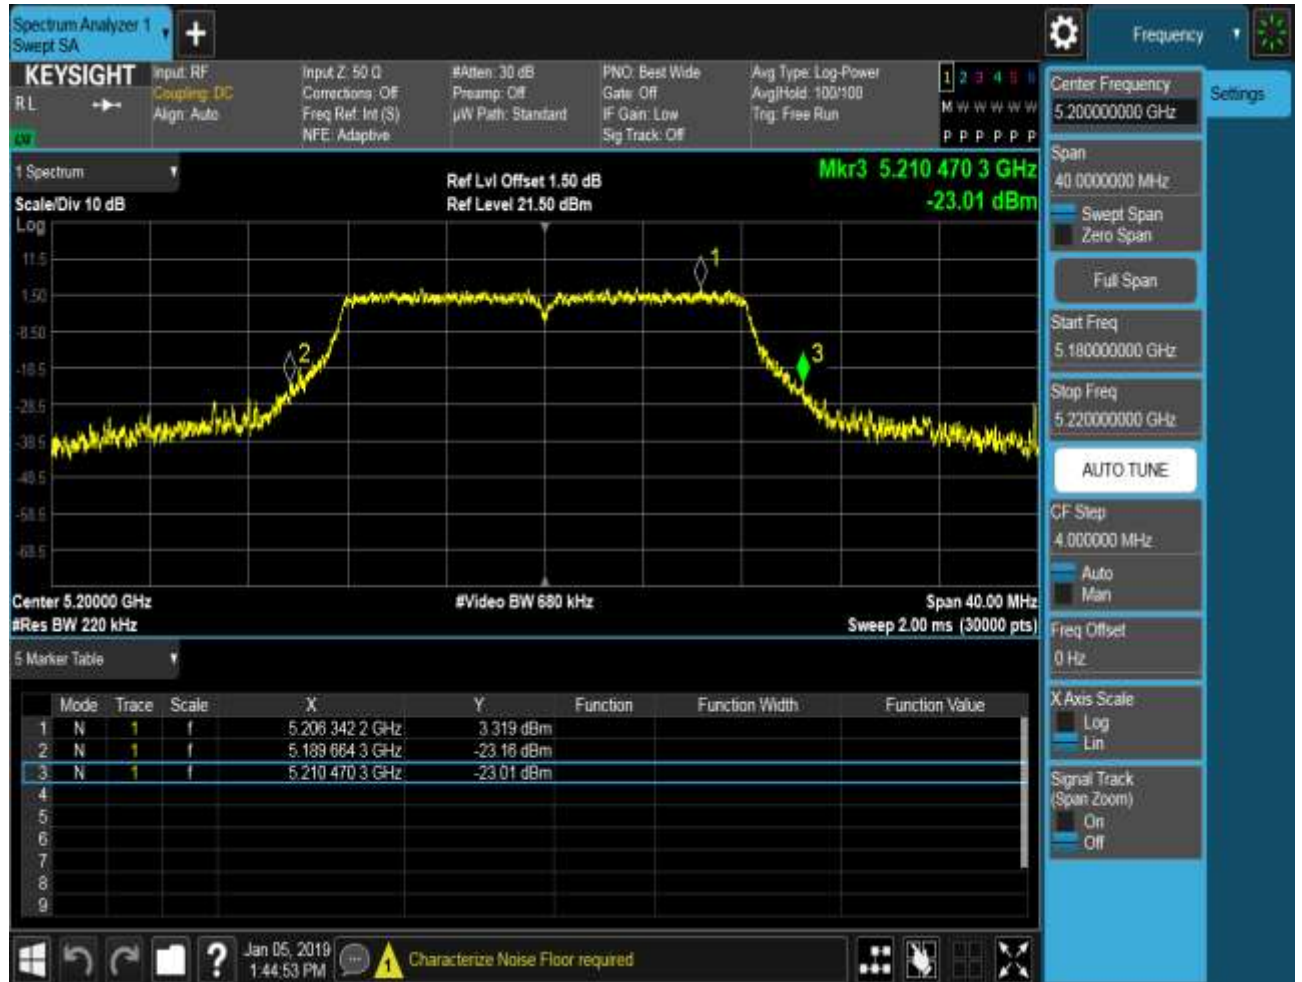 Spectrum Analyzer 1
Swept SA
Frequency
KEYSIGHT
RL
Input: RF
Coupling: DC
Align: Auto
Input Z: 50 Ω
Corrections: Off
Freq Ref: Int (S)
NFE: Adaptive
#Atten: 30 dB
Preamp: Off
µW Path: Standard
PNO: Best Wide
Gate: Off
IF Gain: Low
Sig Track: Off
Avg Type: Log-Power
Avg|Hold: 100/100
Trig: Free Run
1 2 3 4 5 6
M W W W W W
P P P P P P
1 Spectrum
Scale/Div 10 dB
Log
Ref Lvl Offset 1.50 dB
Ref Level 21.50 dBm
Mkr3 5.210 470 3 GHz
-23.01 dBm
11.5
1.50
-8.50
-18.5
-28.5
-38.5
-48.5
-58.5
-68.5
1
2
3
Center 5.20000 GHz
#Res BW 220 kHz
#Video BW 680 kHz
Span 40.00 MHz
Sweep 2.00 ms (30000 pts)
5 Marker Table
Mode Trace Scale X Y Function Function Width Function Value
1 N 1 f 5.206 342 2 GHz 3.319 dBm
2 N 1 f 5.189 664 3 GHz -23.16 dBm
3 N 1 f 5.210 470 3 GHz -23.01 dBm
4
5
6
7
8
9
Center Frequency
5.200000000 GHz
Settings
Span
40.0000000 MHz
Swept Span
Zero Span
Full Span
Start Freq
5.180000000 GHz
Stop Freq
5.220000000 GHz
AUTO TUNE
CF Step
4.000000 MHz
Auto
Man
Freq Offset
0 Hz
X Axis Scale
Log
Lin
Signal Track
(Span Zoom)
On
Off
Jan 05, 2019
1:44:53 PM
Characterize Noise Floor required